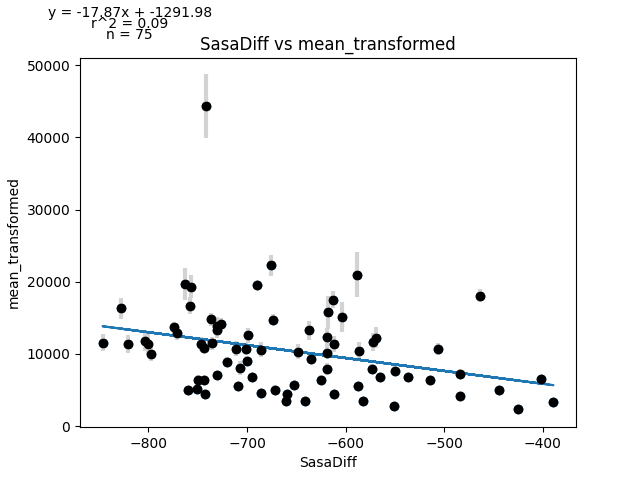 y = -17.87x + -1291.98
r^2 = 0.09
n = 75
SasaDiff vs mean_transformed
50000
40000
30000
20000
10000
0
mean_transformed
−800 −700 −600 −500 −400
SasaDiff